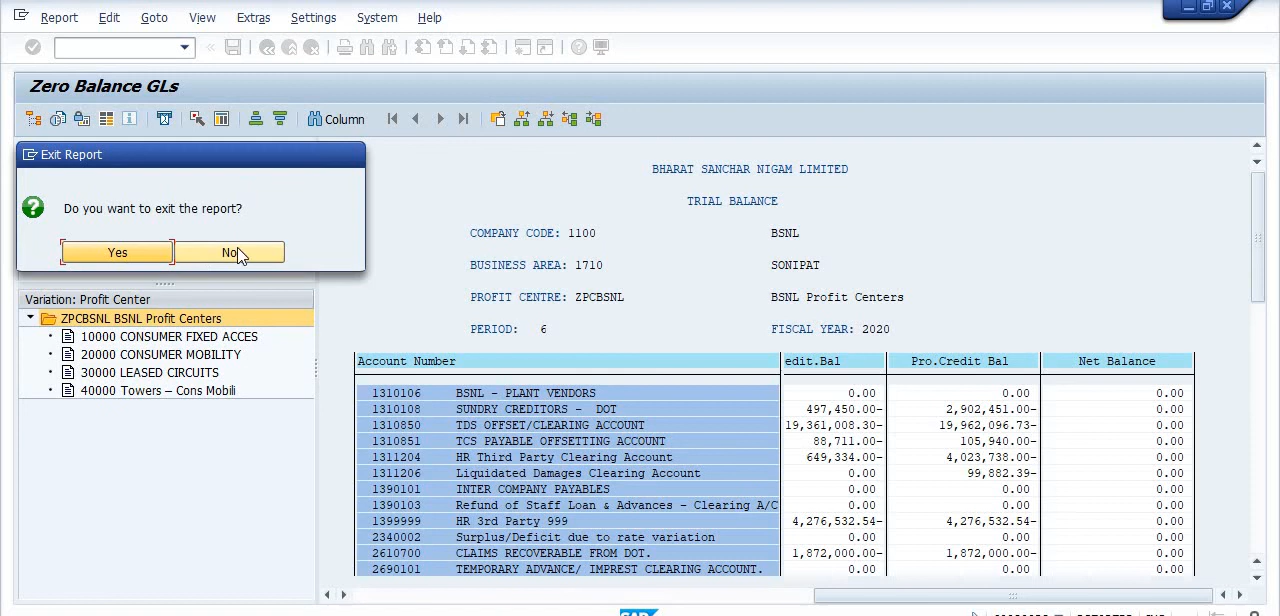 Report Edit Goto View Extras Settings System Help
Zero Balance GLs
Column
Exit Report
Do you want to exit the report?
Yes No
Variation: Profit Center
ZPCBSNL BSNL Profit Centers
10000 CONSUMER FIXED ACCES
20000 CONSUMER MOBILITY
30000 LEASED CIRCUITS
40000 Towers – Cons Mobili
BHARAT SANCHAR NIGAM LIMITED
TRIAL BALANCE
COMPANY CODE: 1100 BSNL
BUSINESS AREA: 1710 SONIPAT
PROFIT CENTRE: ZPCBSNL BSNL Profit Centers
PERIOD: 6 FISCAL YEAR: 2020
Account Number edit.Bal Pro.Credit Bal Net Balance
1310106 BSNL - PLANT VENDORS 0.00 0.00 0.00
1310108 SUNDRY CREDITORS - DOT 497,450.00- 2,902,451.00- 0.00
1310850 TDS OFFSET/CLEARING ACCOUNT 19,361,008.30- 19,962,096.73- 0.00
1310851 TCS PAYABLE OFFSETTING ACCOUNT 88,711.00- 105,940.00- 0.00
1311204 HR Third Party Clearing Account 649,334.00- 4,023,738.00- 0.00
1311206 Liquidated Damages Clearing Account 0.00 99,882.39- 0.00
1390101 INTER COMPANY PAYABLES 0.00 0.00 0.00
1390103 Refund of Staff Loan & Advances - Clearing A/C 0.00 0.00 0.00
1399999 HR 3rd Party 999 4,276,532.54- 4,276,532.54- 0.00
2340002 Surplus/Deficit due to rate variation 0.00 0.00 0.00
2610700 CLAIMS RECOVERABLE FROM DOT. 1,872,000.00- 1,872,000.00- 0.00
2690101 TEMPORARY ADVANCE/ IMPREST CLEARING ACCOUNT. 0.00 0.00 0.00